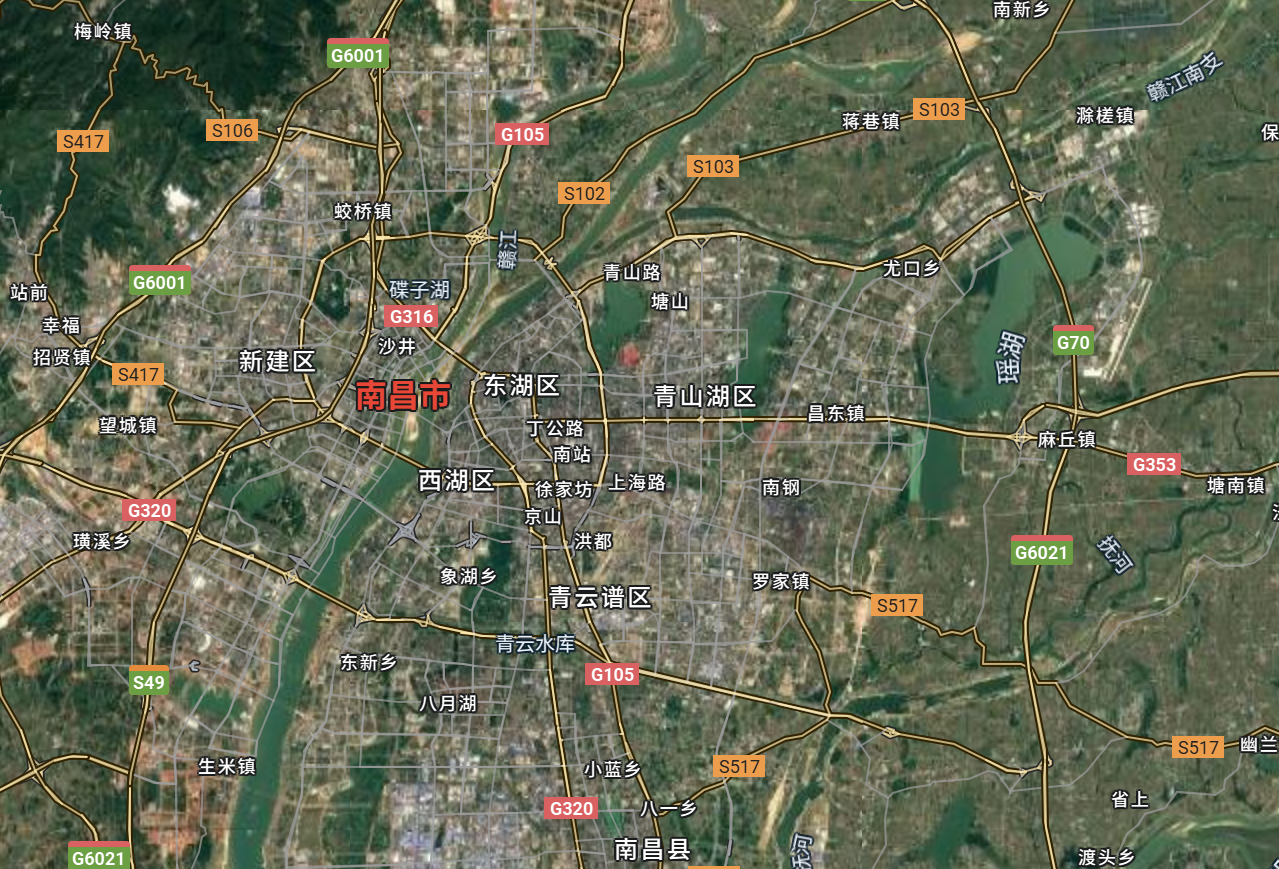 南新乡
梅岭镇
G6001
赣江南支
S103
滁槎镇
蒋巷镇
S106
G105
S417
S103
S102
蛟桥镇
赣江
尤口乡
青山路
G6001
站前
碟子湖
塘山
G316
幸福
沙井
G70
瑶湖
招贤镇
新建区
S417
东湖区
南昌市
青山湖区
昌东镇
望城镇
丁公路
麻丘镇
南站
G353
西湖区
上海路
徐家坊
南钢
塘南镇
G320
京山
璜溪乡
洪都
G6021
抚河
象湖乡
罗家镇
青云谱区
S517
青云水库
东新乡
G105
S49
八月湖
S517
幽兰
生米镇
小蓝乡
S517
省上
G320
八一乡
南昌县
抚河
G6021
渡头乡